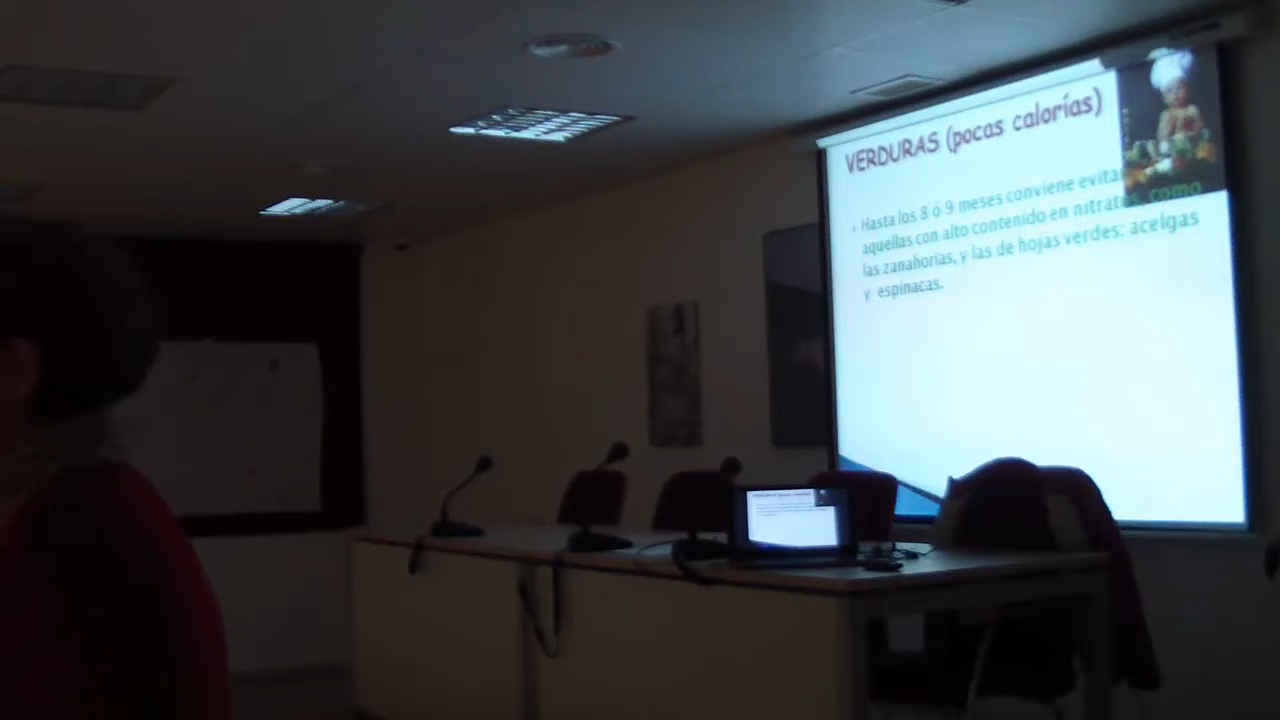 VERDURAS (pocas calorías)
• Hasta los 8 ó 9 meses conviene evitar
aquellas con alto contenido en nitratos, como
las zanahorias, y las de hojas verdes: acelgas
y espinacas.